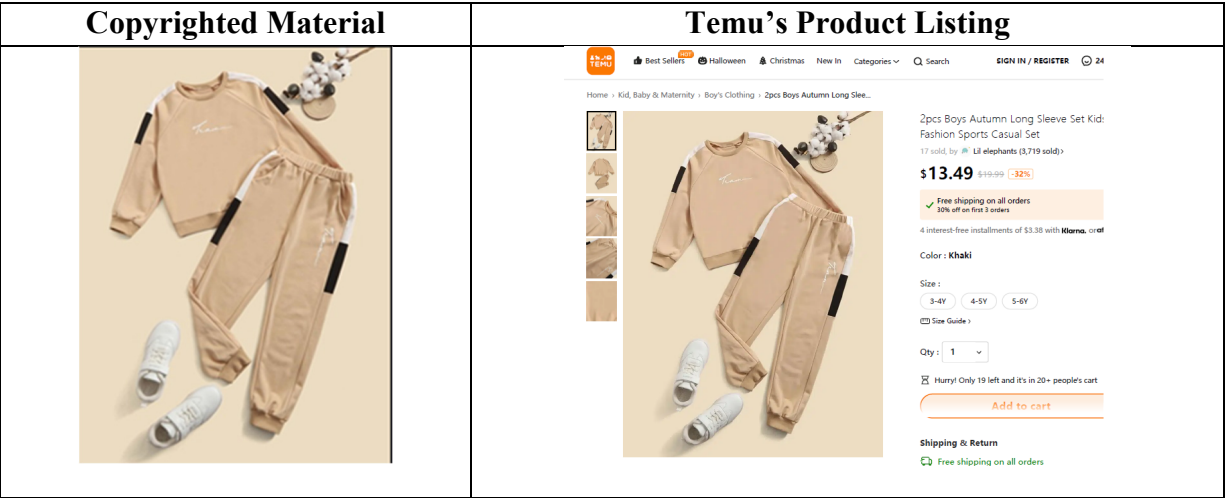 Copyrighted Material
Temu’s Product Listing
TEMU
Best Sellers
HOT
Halloween
Christmas
New In
Categories
Search
SIGN IN / REGISTER
24
Home › Kid, Baby & Maternity › Boy's Clothing › 2pcs Boys Autumn Long Slee...
2pcs Boys Autumn Long Sleeve Set Kids
Fashion Sports Casual Set
17 sold, by Lil elephants (3,719 sold) ›
$13.49 $19.99 -32%
Free shipping on all orders
30% off on first 3 orders
4 interest-free installments of $3.38 with Klarna. or
Color : Khaki
Size :
3-4Y
4-5Y
5-6Y
Size Guide ›
Qty : 1
Hurry! Only 19 left and it's in 20+ people's cart
Add to cart
Shipping & Return
Free shipping on all orders